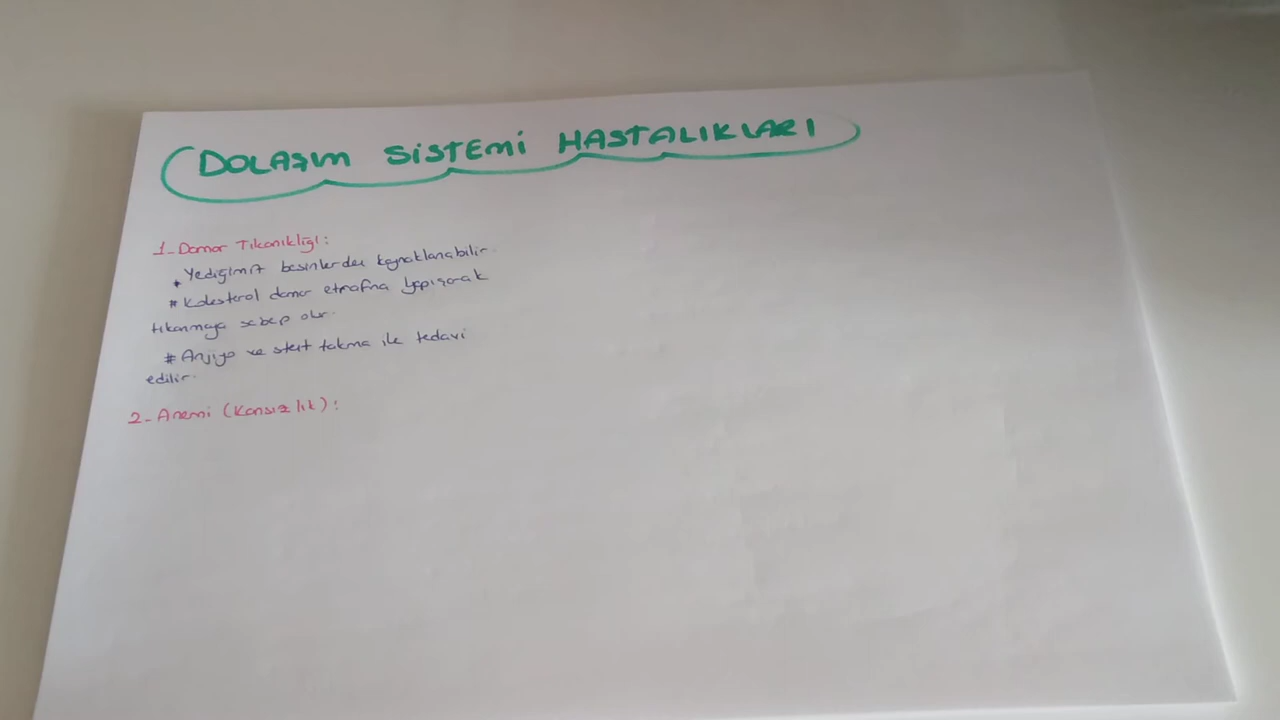 DOLAŞIM SİSTEMİ HASTALIKLARI
1-Damar Tıkanıklığı:
* Yediğimiz besinlerden kaynaklanabilir.
* Kolesterol damar etrafına yapışarak
tıkanmaya sebep olur.
* Anjiyo ve stent takma ile tedavi
edilir.
2-Anemi (Kansızlık):